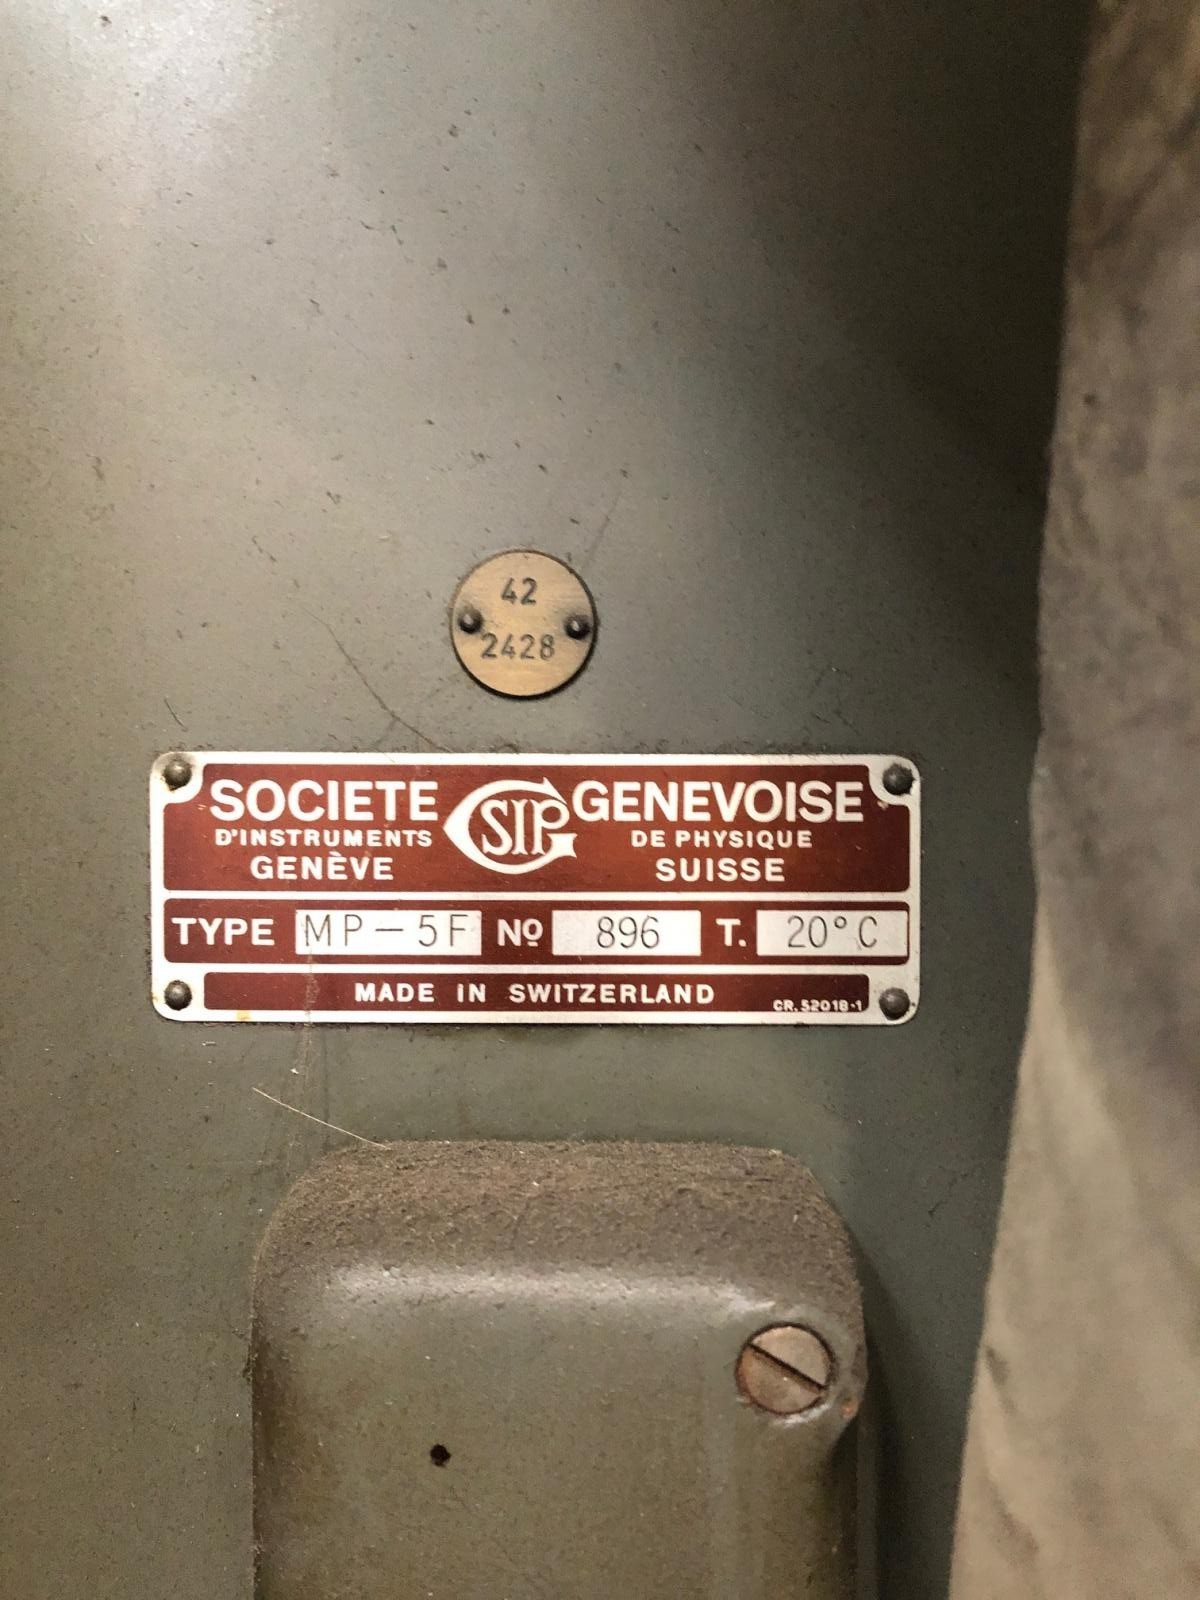 42
2428
SOCIETE SIP GENEVOISE
D'INSTRUMENTS DE PHYSIQUE
GENÈVE SUISSE
TYPE MP-5F Nº 896 T. 20°C
MADE IN SWITZERLAND
CR. 52018-1